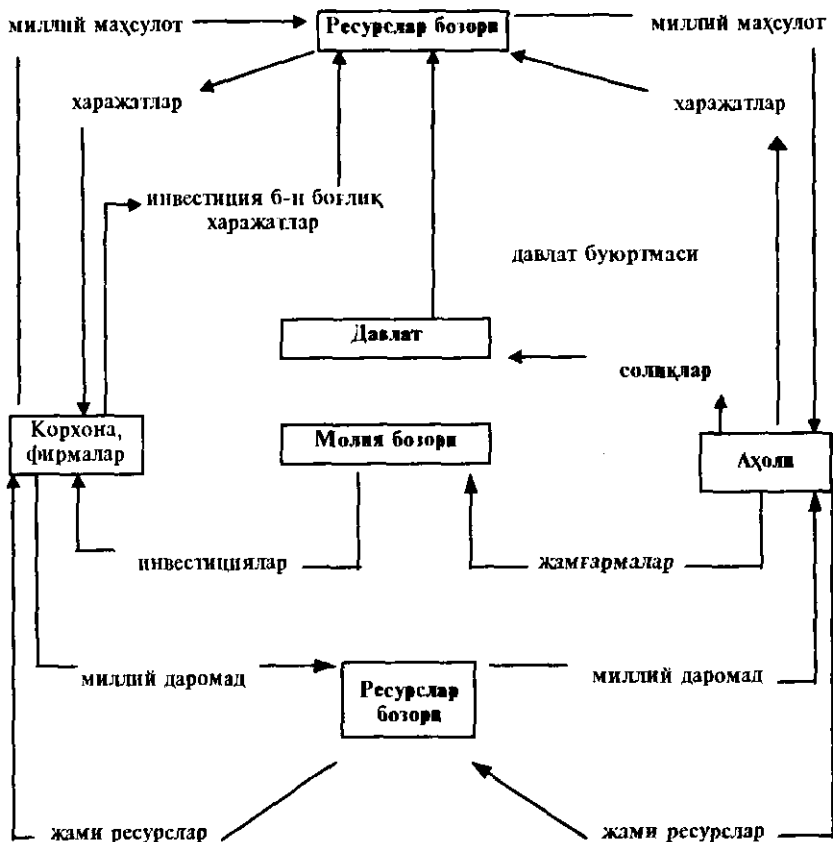 миллий маҳсулот
Ресурслар бозори
миллий маҳсулот
харажатлар
харажатлар
инвестиция б-н боғлиқ
харажатлар
давлат буюртмаси
Давлат
солиқлар
Корхона,
фирмалар
Молия бозори
Аҳоли
инвестициялар
жамғармалар
миллий даромад
Ресурслар
бозори
миллий даромад
жами ресурслар
жами ресурслар